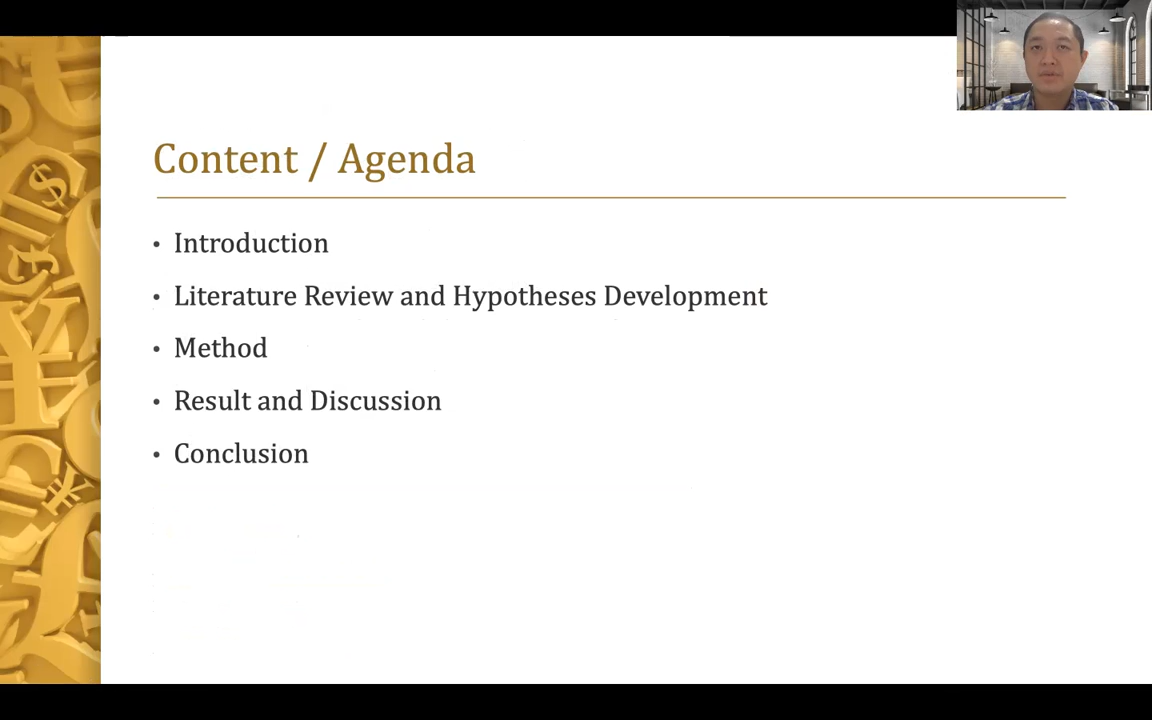 Content / Agenda
• Introduction
• Literature Review and Hypotheses Development
• Method
• Result and Discussion
• Conclusion